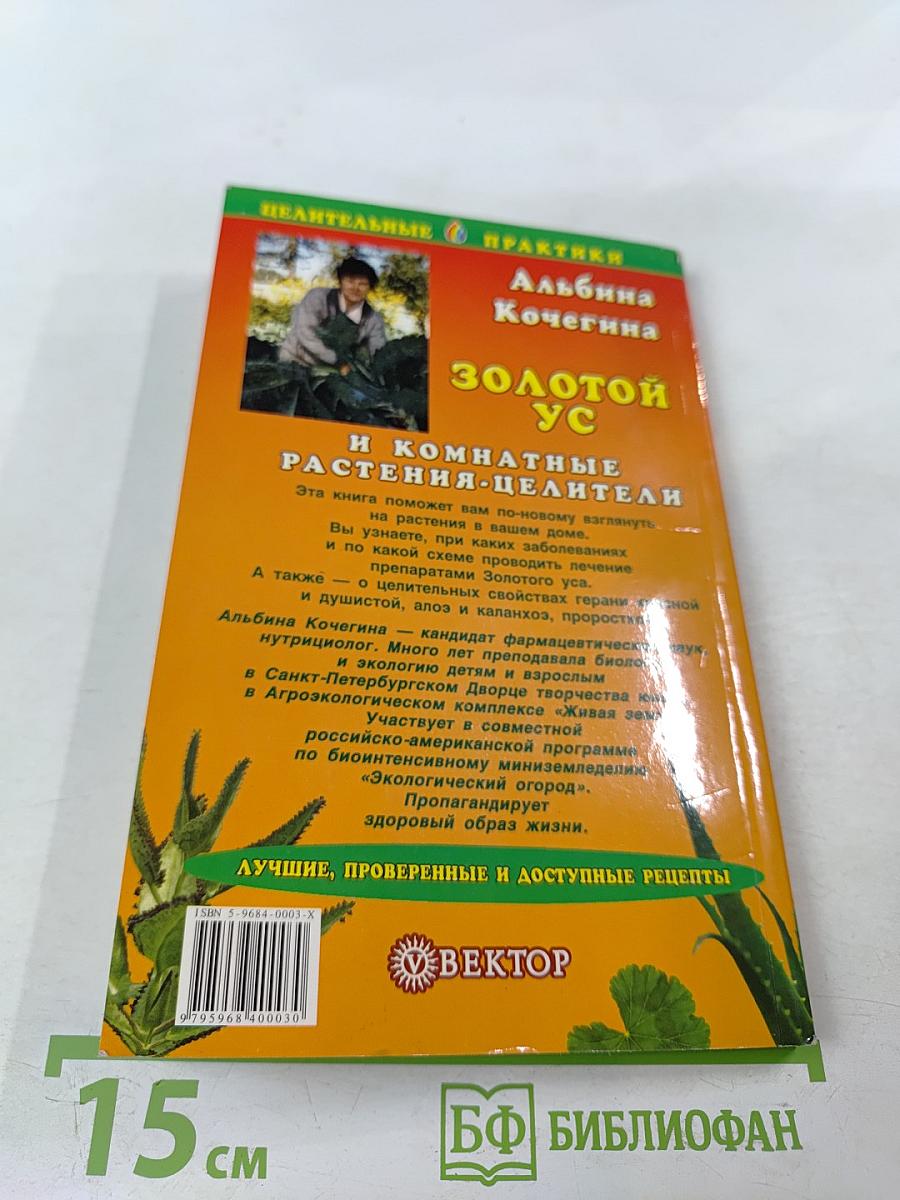 ЦЕЛИТЕЛЬНЫЕ ПРАКТИКИ
Альбина
Кочегина
ЗОЛОТОЙ
УС
И КОМНАТНЫЕ
РАСТЕНИЯ-ЦЕЛИТЕЛИ
Эта книга поможет вам по-новому взглянуть
на растения в вашем доме.
Вы узнаете, при каких заболеваниях
и по какой схеме проводить лечение
препаратами Золотого уса.
А также — о целительных свойствах герани
и душистой, алоэ и каланхоэ,
Альбина Кочегина — кандидат фармацевтических наук,
нутрициолог. Много лет преподавала
и экологию детям и взрослым
в Санкт-Петербургском Дворце творчества
в Агроэкологическом комплексе «Живая
Участвует в совместной
российско-американской программе
по биоинтенсивному миниземледелию
«Экологический огород».
Пропагандирует
здоровый образ жизни.
ЛУЧШИЕ, ПРОВЕРЕННЫЕ И ДОСТУПНЫЕ РЕЦЕПТЫ
ISBN 5-9684-0003-X
9 795968 400030
V ВЕКТОР
15 см
БФ БИБЛИОФАН